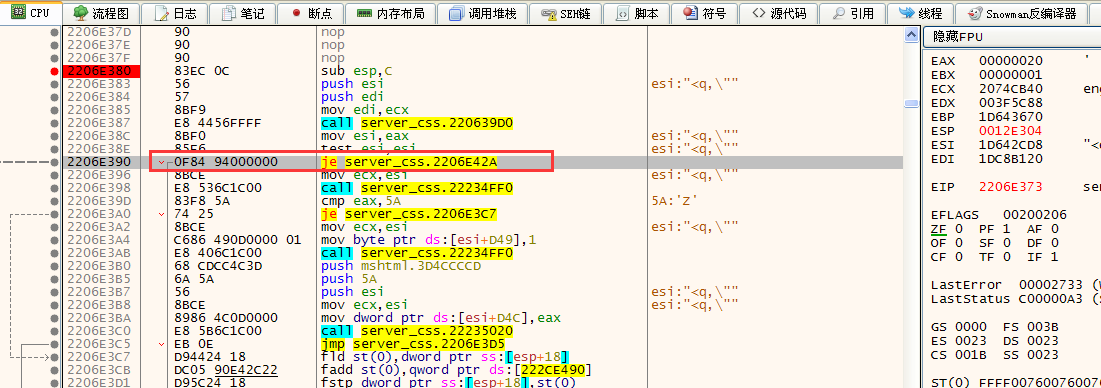 CPU 流程图 日志 笔记 断点 内存布局 调用堆栈 SEH链 脚本 符号 源代码 引用 线程 Snowman反编译器
2206E37D 90 nop
2206E37E 90 nop
2206E37F 90 nop
2206E380 83EC 0C sub esp,C
2206E383 56 push esi esi:"<q,\""
2206E384 57 push edi
2206E385 8BF9 mov edi,ecx
2206E387 E8 4456FFFF call server_css.220639D0
2206E38C 8BF0 mov esi,eax esi:"<q,\""
2206E38E 85F6 test esi,esi esi:"<q,\""
2206E390 0F84 94000000 je server_css.2206E42A
2206E396 8BCE mov ecx,esi esi:"<q,\""
2206E398 E8 536C1C00 call server_css.22234FF0
2206E39D 83F8 5A cmp eax,5A 5A:'Z'
2206E3A0 74 25 je server_css.2206E3C7
2206E3A2 8BCE mov ecx,esi esi:"<q,\""
2206E3A4 C686 490D0000 01 mov byte ptr ds:[esi+D49],1
2206E3AB E8 406C1C00 call server_css.22234FF0
2206E3B0 68 CDCC4C3D push mshtml.3D4CCCCD
2206E3B5 6A 5A push 5A
2206E3B7 56 push esi esi:"<q,\""
2206E3B8 8BCE mov ecx,esi esi:"<q,\""
2206E3BA 8986 4C0D0000 mov dword ptr ds:[esi+D4C],eax
2206E3C0 E8 5B6C1C00 call server_css.22235020
2206E3C5 EB 0E jmp server_css.2206E3D5
2206E3C7 D94424 18 fld st(0),dword ptr ss:[esp+18]
2206E3CB DC05 90E42C22 fadd st(0),qword ptr ds:[222CE490]
2206E3D1 D95C24 18 fstp dword ptr ss:[esp+18],st(0)
隐藏FPU
EAX 00000020 '
EBX 00000001
ECX 2074CB40 eng
EDX 003F5C88
EBP 1D643670
ESP 0012E304
ESI 1D642CD8 "<q
EDI 1DC8B120
EIP 2206E373 ser
EFLAGS 00200206
ZF 0 PF 1 AF 0
OF 0 SF 0 DF 0
CF 0 TF 0 IF 1
LastError 00002733 (W
LastStatus C00000A3 (S
GS 0000 FS 003B
ES 0023 DS 0023
CS 001B SS 0023
ST(0) FFFF0076007600760